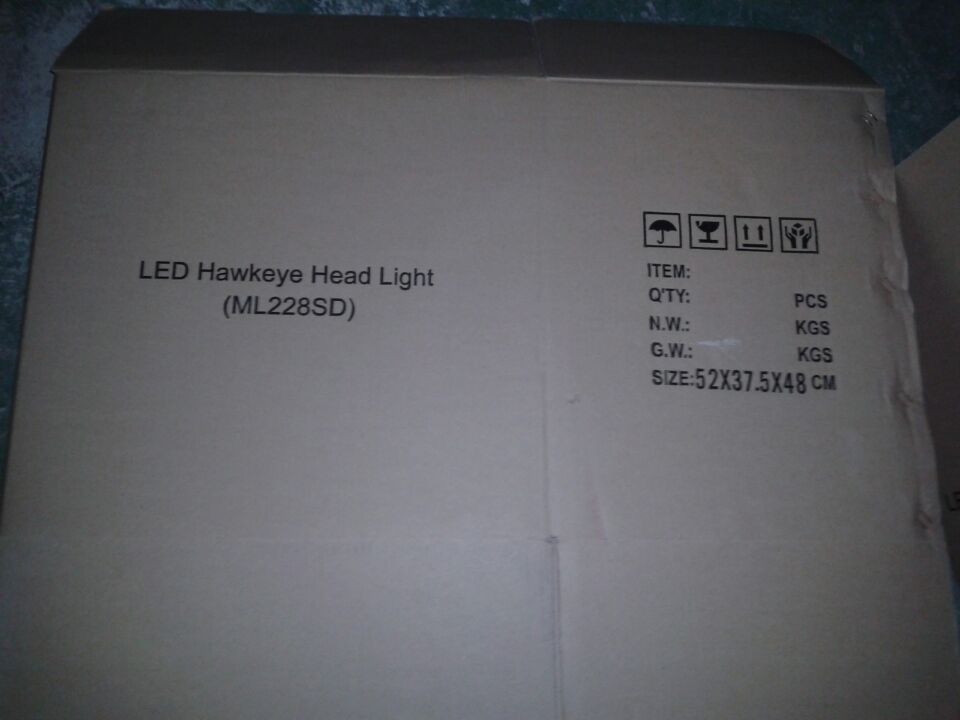 LED Hawkeye Head Light
(ML228SD)
ITEM:
Q'TY: PCS
N.W.: KGS
G.W.: KGS
SIZE:52X37.5X48 CM